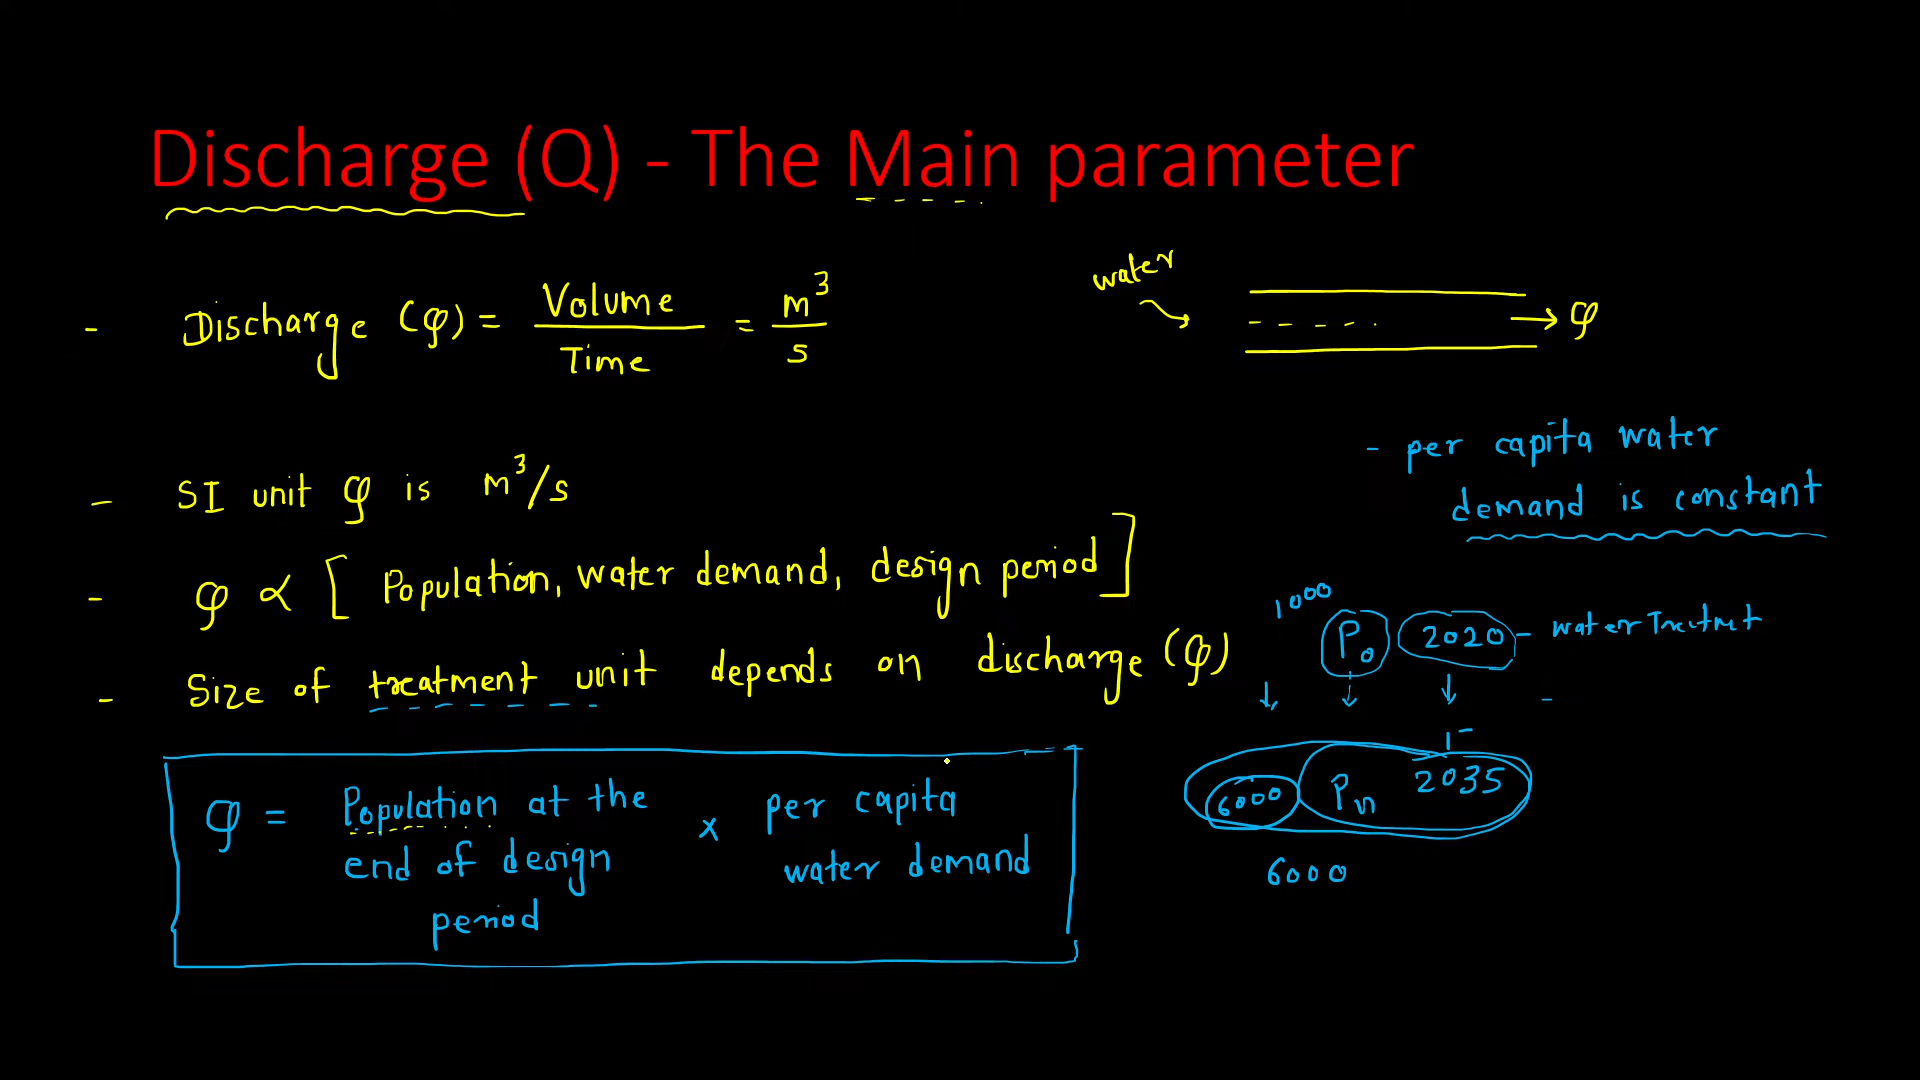 Discharge (Q) - The Main parameter
- Discharge (Q) = Volume / Time = m³ / s
water
Q
- SI unit Q is m³/s
- Q ∝ [Population, water demand, design period]
- Size of treatment unit depends on discharge (Q)
Q = Population at the end of design period × per capita water demand
- per capita water
demand is constant
1000
P₀ 2020 - water
6000 Pn 2035
6000